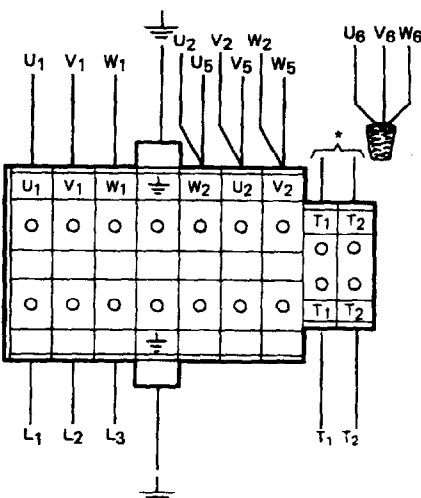 U2 V2 W2 U6 V6 W6
U1 V1 W1 U5 V5 W5
*
U1 V1 W1 W2 U2 V2
T1 T2
T1 T2
L1 L2 L3 T1 T2